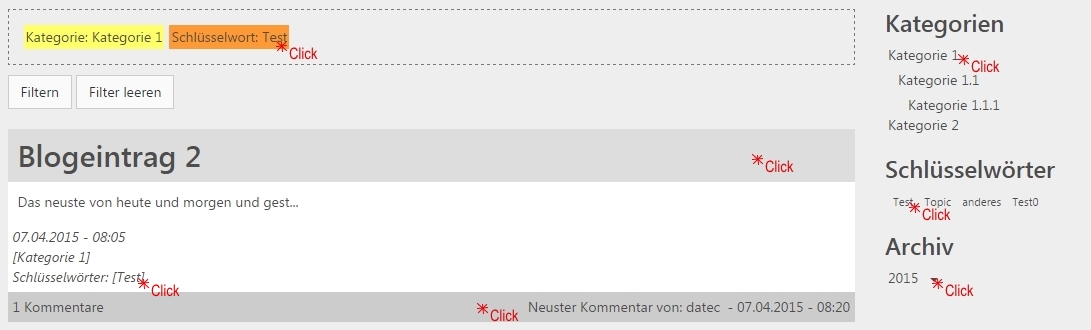 Kategorie: Kategorie 1 Schlüsselwort: Test
Click
Filtern Filter leeren
Blogeintrag 2
Click
Das neuste von heute und morgen und gest...
07.04.2015 - 08:05
[Kategorie 1]
Schlüsselwörter: [Test]
Click
1 Kommentare Click Neuster Kommentar von: datec - 07.04.2015 - 08:20
Kategorien
Kategorie 1
Click
Kategorie 1.1
Kategorie 1.1.1
Kategorie 2
Schlüsselwörter
Test Topic anderes Test0
Click
Archiv
2015
Click